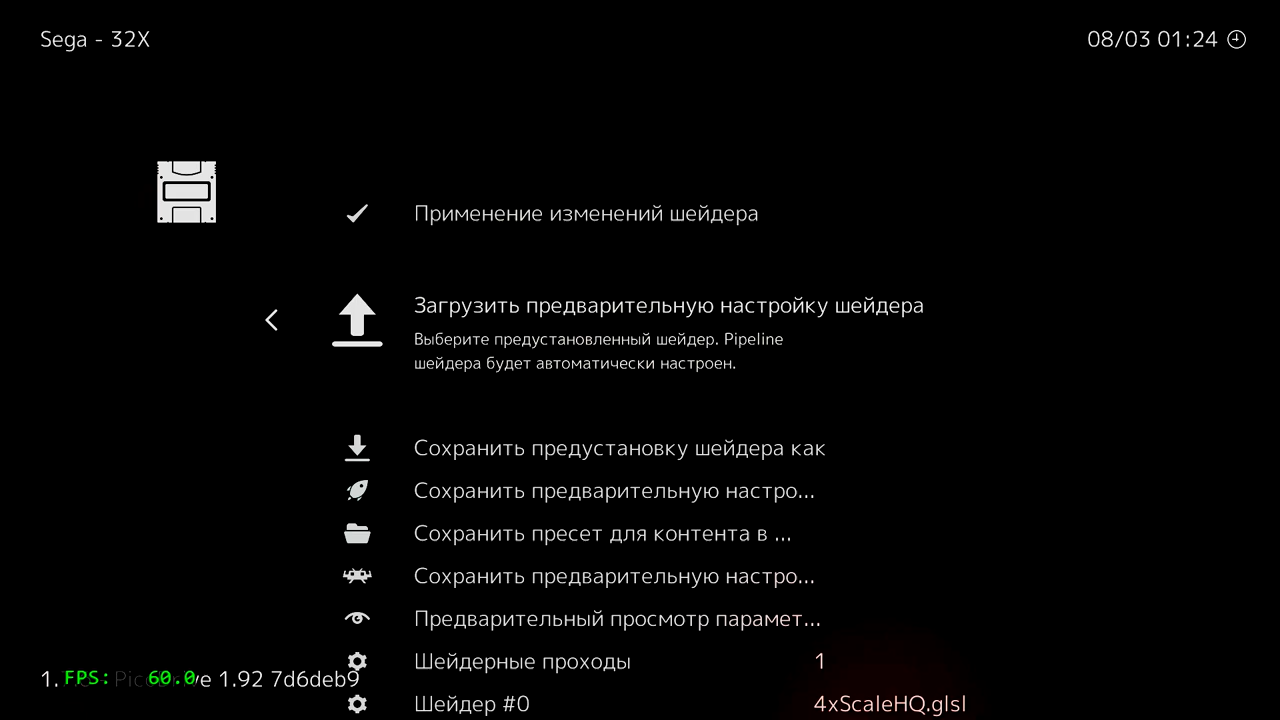 Sega - 32X
08/03 01:24
Применение изменений шейдера
Загрузить предварительную настройку шейдера
Выберите предустановленный шейдер. Pipeline
шейдера будет автоматически настроен.
Сохранить предустановку шейдера как
Сохранить предварительную настро...
Сохранить пресет для контента в ...
Сохранить предварительную настро...
Предварительный просмотр парамет...
Шейдерные проходы 1
FPS: 60.0
1.92 7d6deb9
Шейдер #0 4xScaleHQ.glsl